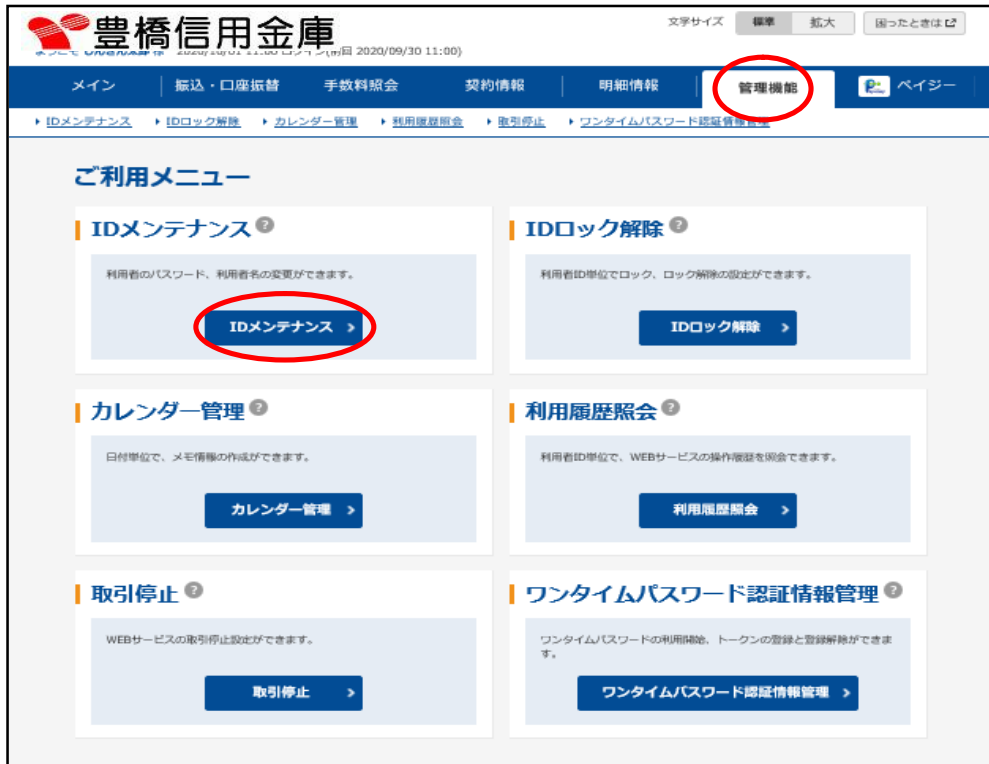 豊橋信用金庫
文字サイズ 標準 拡大 困ったときは
2020/10/01 11:00 ログイン(前回 2020/09/30 11:00)
メイン 振込・口座振替 手数料照会 契約情報 明細情報 管理機能 ペイジー
IDメンテナンス IDロック解除 カレンダー管理 利用履歴照会 取引停止 ワンタイムパスワード認証情報管理
ご利用メニュー
IDメンテナンス ? IDロック解除 ?
利用者のパスワード、利用者名の変更ができます。 利用者ID単位でロック、ロック解除の設定ができます。
IDメンテナンス > IDロック解除 >
カレンダー管理 ? 利用履歴照会 ?
日付単位で、メモ情報の作成ができます。 利用者ID単位で、WEBサービスの操作履歴を照会できます。
カレンダー管理 > 利用履歴照会 >
取引停止 ? ワンタイムパスワード認証情報管理 ?
WEBサービスの取引停止設定ができます。 ワンタイムパスワードの利用開始、トークンの登録と登録解除ができま
す。
取引停止 > ワンタイムパスワード認証情報管理 >